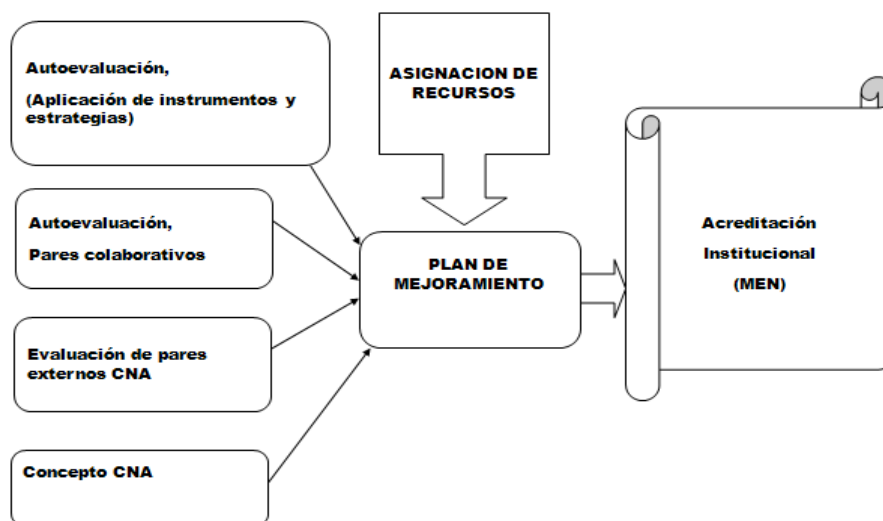 Autoevaluación,
(Aplicación de instrumentos y
estrategias)
ASIGNACION DE
RECURSOS
Autoevaluación,
Pares colaborativos
PLAN DE
MEJORAMIENTO
Acreditación
Institucional
(MEN)
Evaluación de pares
externos CNA
Concepto CNA